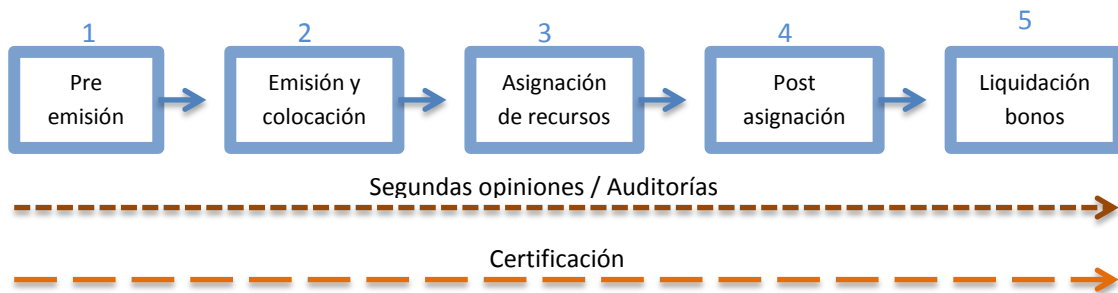 1
2
3
4
5
Pre
emisión
Emisión y
colocación
Asignación
de recursos
Post
asignación
Liquidación
bonos
Segundas opiniones / Auditorías
Certificación